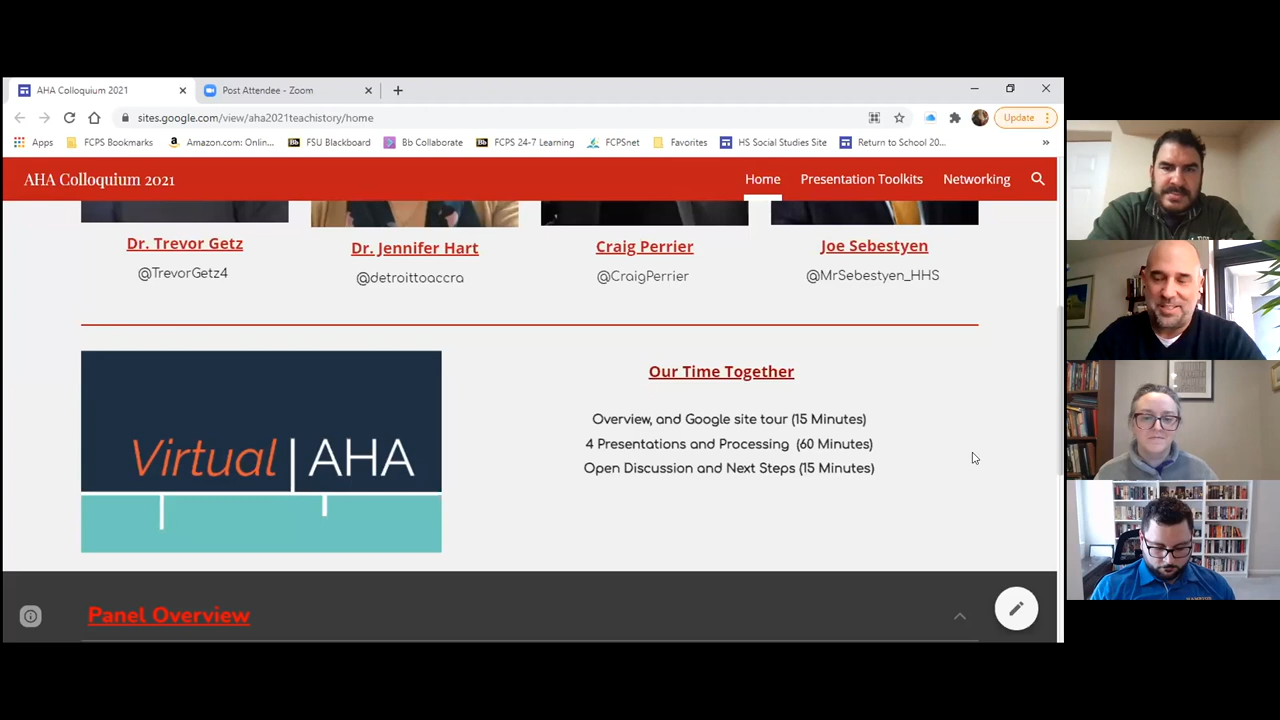 AHA Colloquium 2021
Post Attendee - Zoom
sites.google.com/view/aha2021teachistory/home
Update
Apps
FCPS Bookmarks
Amazon.com: Onlin...
FSU Blackboard
Bb Collaborate
FCPS 24-7 Learning
FCPSnet
Favorites
HS Social Studies Site
Return to School 20...
AHA Colloquium 2021
Home
Presentation Toolkits
Networking
Dr. Trevor Getz
Dr. Jennifer Hart
Craig Perrier
Joe Sebestyen
@TrevorGetz4
@detroittoaccra
@CraigPerrier
@MrSebestyen_HHS
Virtual | AHA
Our Time Together
Overview, and Google site tour (15 Minutes)
4 Presentations and Processing (60 Minutes)
Open Discussion and Next Steps (15 Minutes)
Panel Overview